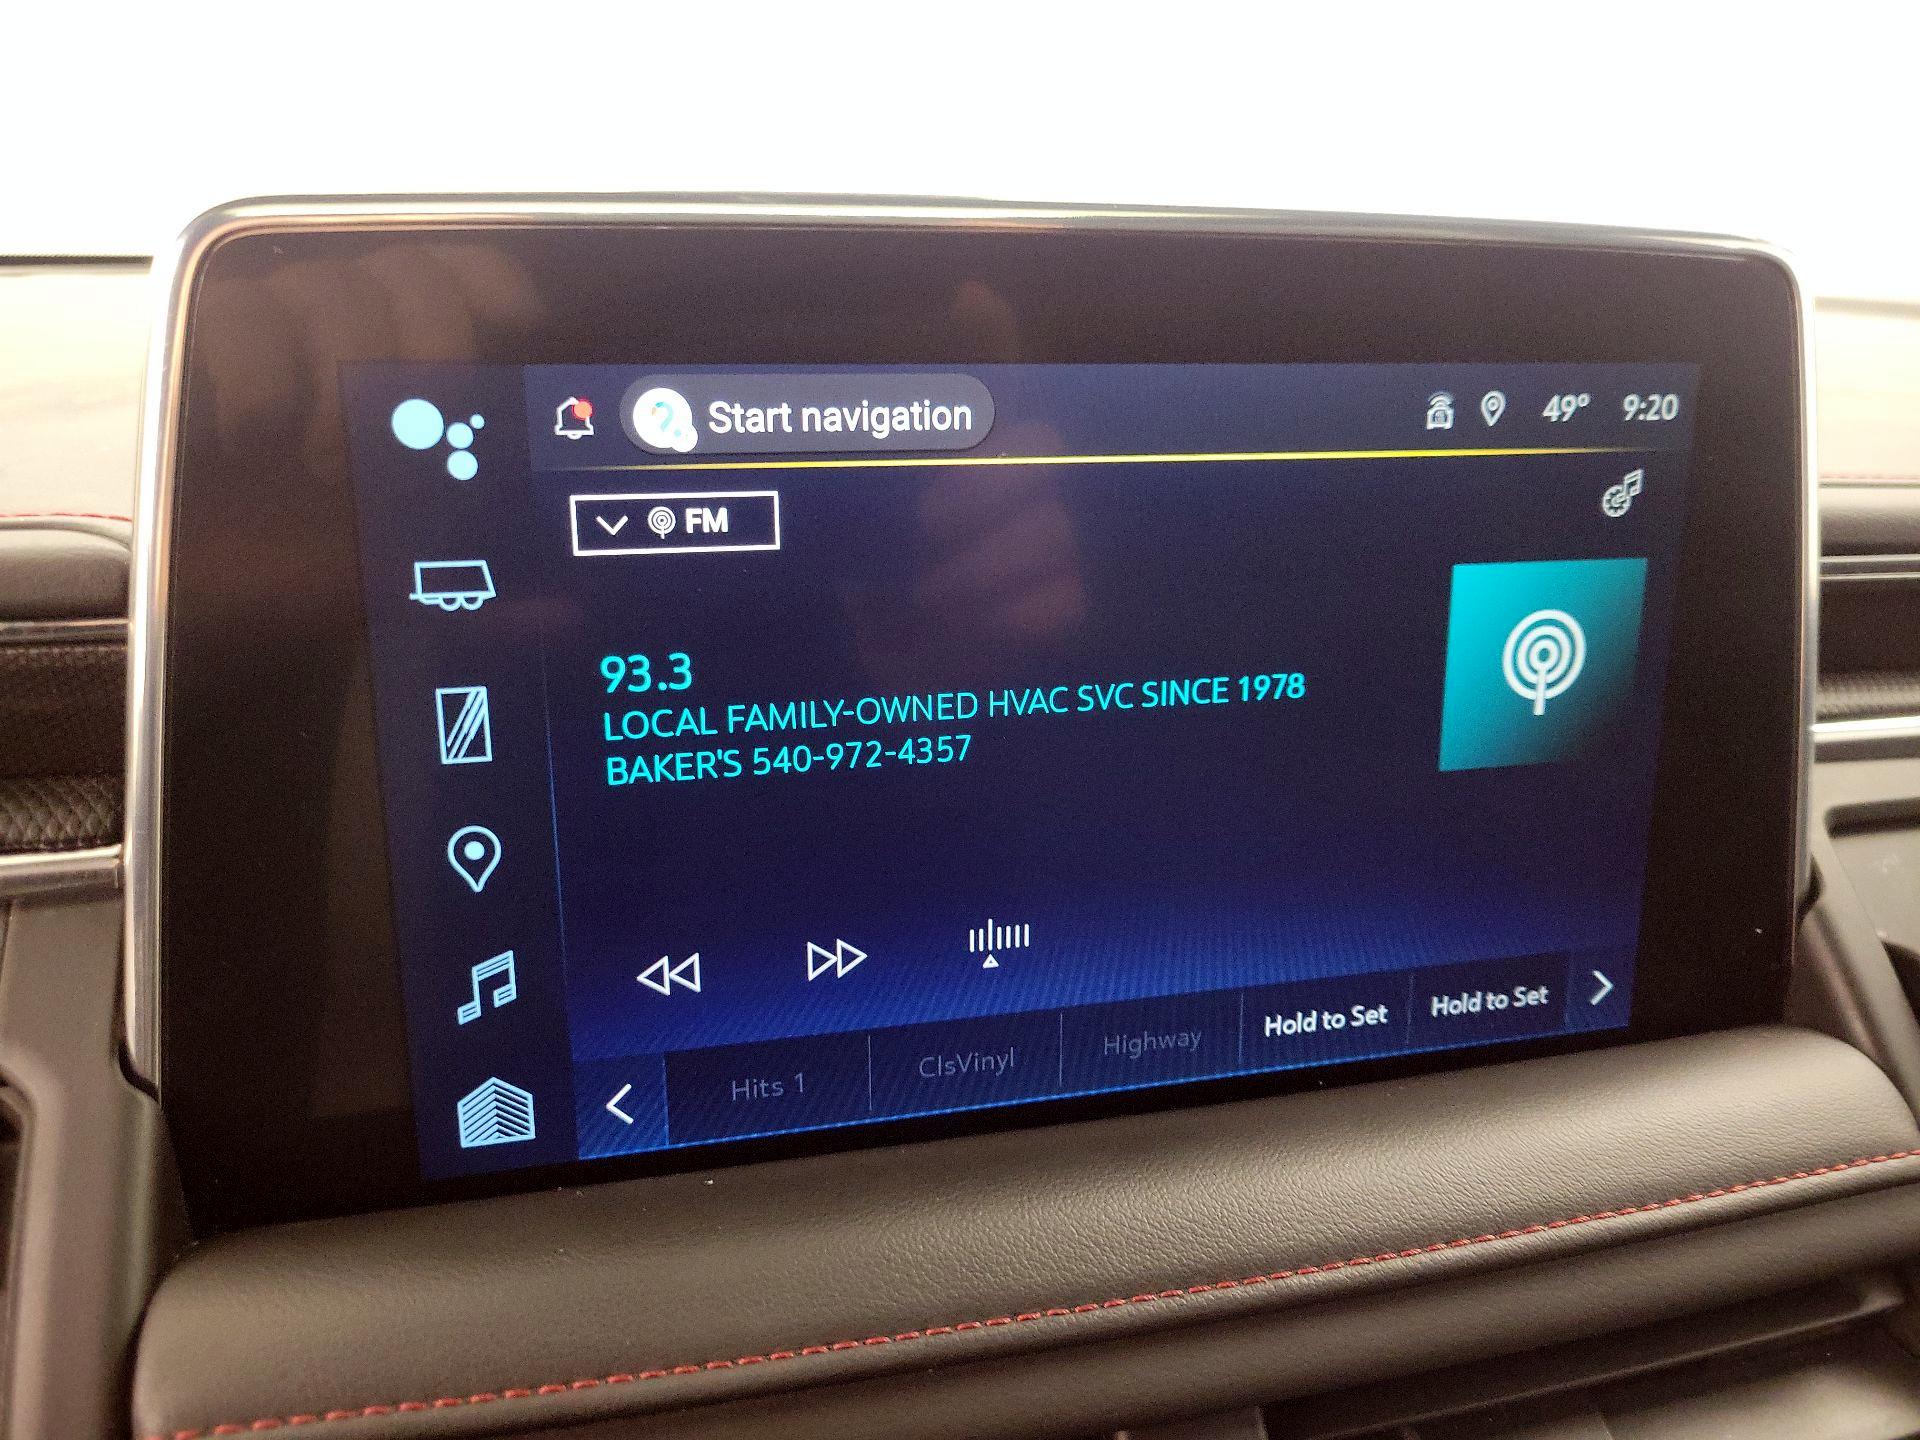 Start navigation
49° 9:20
FM
93.3
LOCAL FAMILY-OWNED HVAC SVC SINCE 1978
BAKER'S 540-972-4357
Hits 1 ClsVinyl Highway Hold to Set Hold to Set